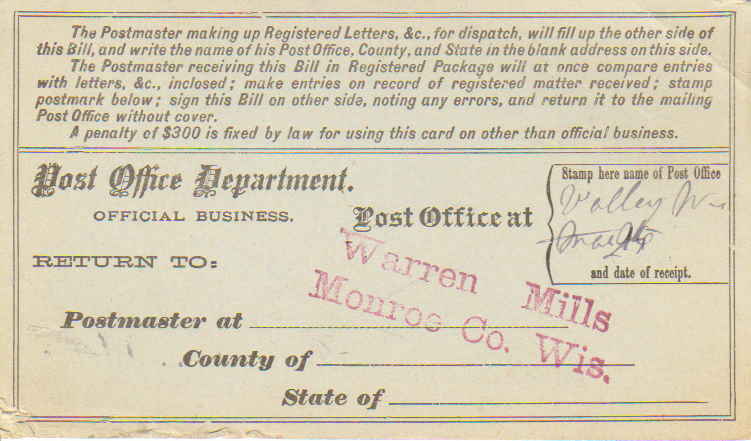 The Postmaster making up Registered Letters, &c., for dispatch, will fill up the other side of
this Bill, and write the name of his Post Office, County, and State in the blank address on this side.
The Postmaster receiving this Bill in Registered Package will at once compare entries
with letters, &c., inclosed; make entries on record of registered matter received; stamp
postmark below; sign this Bill on other side, noting any errors, and return it to the mailing
Post Office without cover.
A penalty of $300 is fixed by law for using this card on other than official business.
Post Office Department.
OFFICIAL BUSINESS.
Post Office at
Stamp here name of Post Office
Valley Wis
and date of receipt.
RETURN TO:
Warren Mills
Monroe Co. Wis.
Postmaster at
County of
State of